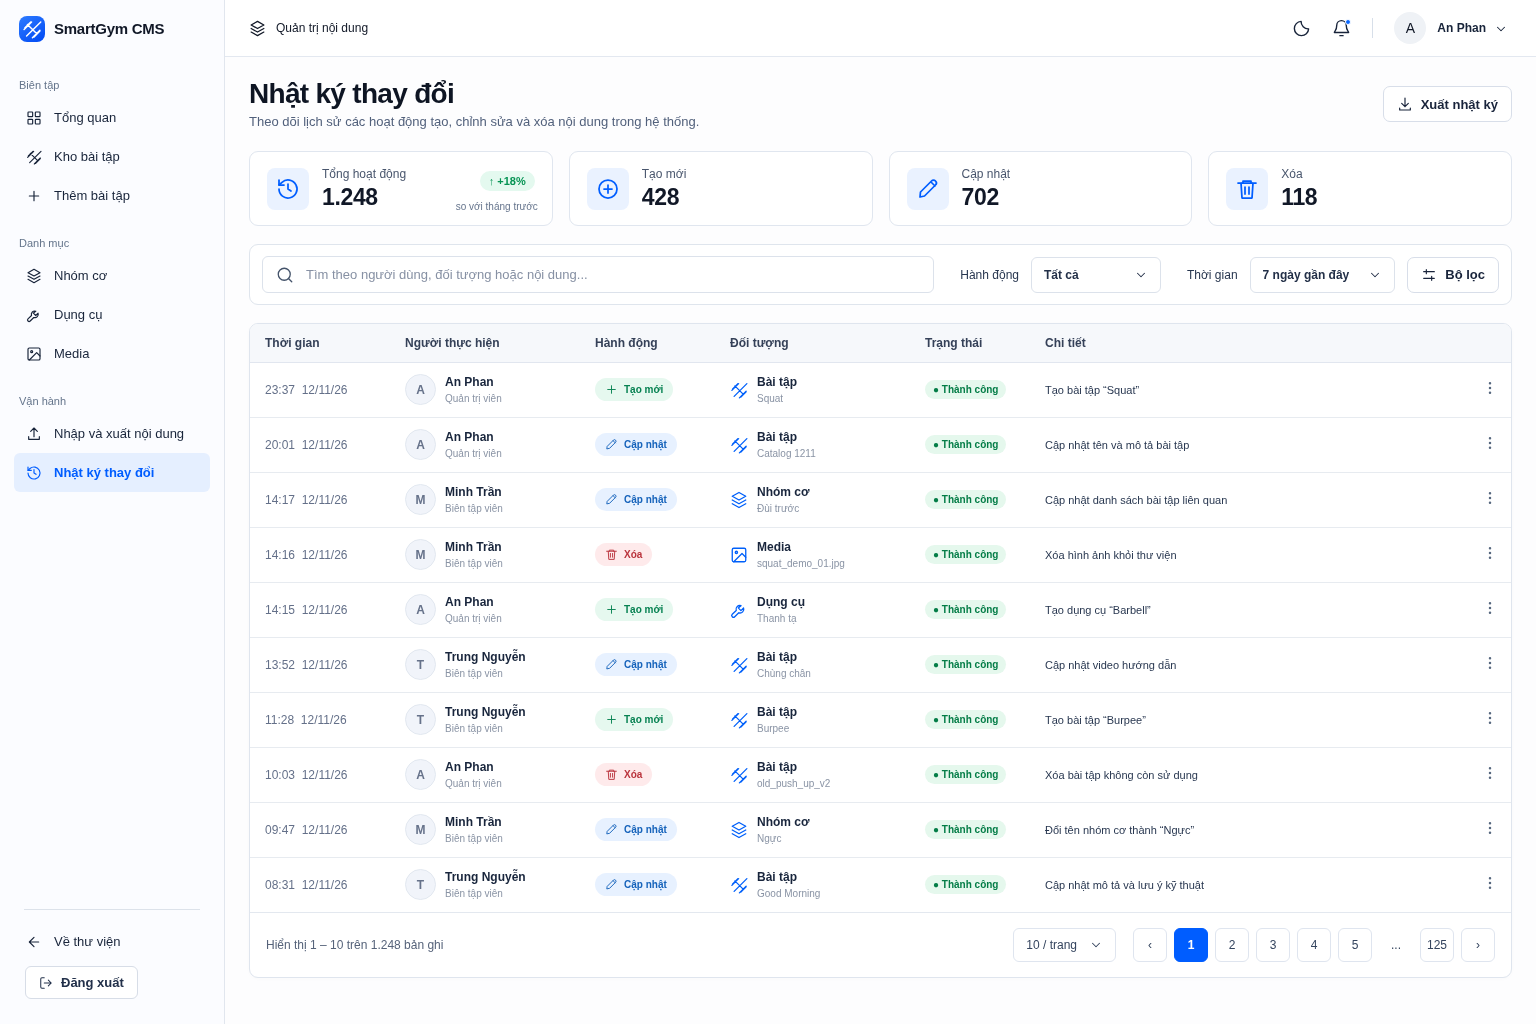 SmartGym CMS
Quản trị nội dung
A
An Phan
Biên tập
Tổng quan
Kho bài tập
Thêm bài tập
Danh mục
Nhóm cơ
Dụng cụ
Media
Vận hành
Nhập và xuất nội dung
Nhật ký thay đổi
Về thư viện
Đăng xuất
Nhật ký thay đổi
Theo dõi lịch sử các hoạt động tạo, chỉnh sửa và xóa nội dung trong hệ thống.
Xuất nhật ký
Tổng hoạt động
1.248
↑ +18%
so với tháng trước
Tạo mới
428
Cập nhật
702
Xóa
118
Tìm theo người dùng, đối tượng hoặc nội dung...
Hành động
Tất cả
Thời gian
7 ngày gần đây
Bộ lọc
Thời gian Người thực hiện Hành động Đối tượng Trạng thái Chi tiết
23:37 12/11/26 A An Phan Tạo mới Bài tập ● Thành công Tạo bài tập “Squat”
Quản trị viên Squat
20:01 12/11/26 A An Phan Cập nhật Bài tập ● Thành công Cập nhật tên và mô tả bài tập
Quản trị viên Catalog 1211
14:17 12/11/26 M Minh Trần Cập nhật Nhóm cơ ● Thành công Cập nhật danh sách bài tập liên quan
Biên tập viên Đùi trước
14:16 12/11/26 M Minh Trần Xóa Media ● Thành công Xóa hình ảnh khỏi thư viện
Biên tập viên squat_demo_01.jpg
14:15 12/11/26 A An Phan Tạo mới Dụng cụ ● Thành công Tạo dụng cụ “Barbell”
Quản trị viên Thanh tạ
13:52 12/11/26 T Trung Nguyễn Cập nhật Bài tập ● Thành công Cập nhật video hướng dẫn
Biên tập viên Chùng chân
11:28 12/11/26 T Trung Nguyễn Tạo mới Bài tập ● Thành công Tạo bài tập “Burpee”
Biên tập viên Burpee
10:03 12/11/26 A An Phan Xóa Bài tập ● Thành công Xóa bài tập không còn sử dụng
Quản trị viên old_push_up_v2
09:47 12/11/26 M Minh Trần Cập nhật Nhóm cơ ● Thành công Đổi tên nhóm cơ thành “Ngực”
Biên tập viên Ngực
08:31 12/11/26 T Trung Nguyễn Cập nhật Bài tập ● Thành công Cập nhật mô tả và lưu ý kỹ thuật
Biên tập viên Good Morning
Hiển thị 1 – 10 trên 1.248 bản ghi
10 / trang
‹ 1 2 3 4 5 ... 125 ›